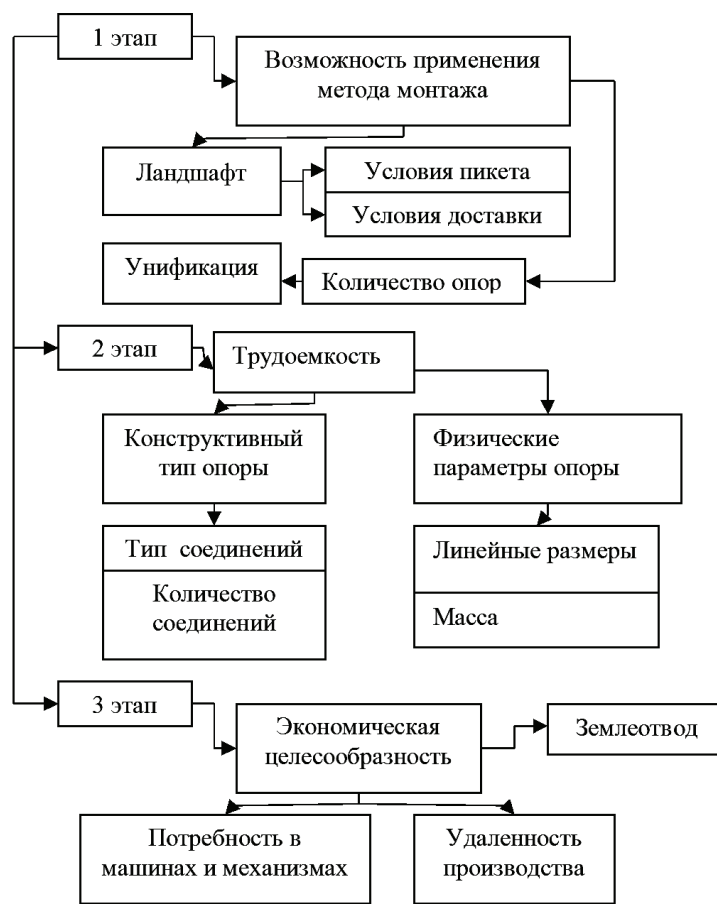 1 этап
Возможность применения
метода монтажа
Ландшафт
Условия пикета
Условия доставки
Унификация
Количество опор
2 этап
Трудоемкость
Конструктивный
тип опоры
Физические
параметры опоры
Тип соединений
Количество
соединений
Линейные размеры
Масса
3 этап
Экономическая
целесообразность
Землеотвод
Потребность в
машинах и механизмах
Удаленность
производства